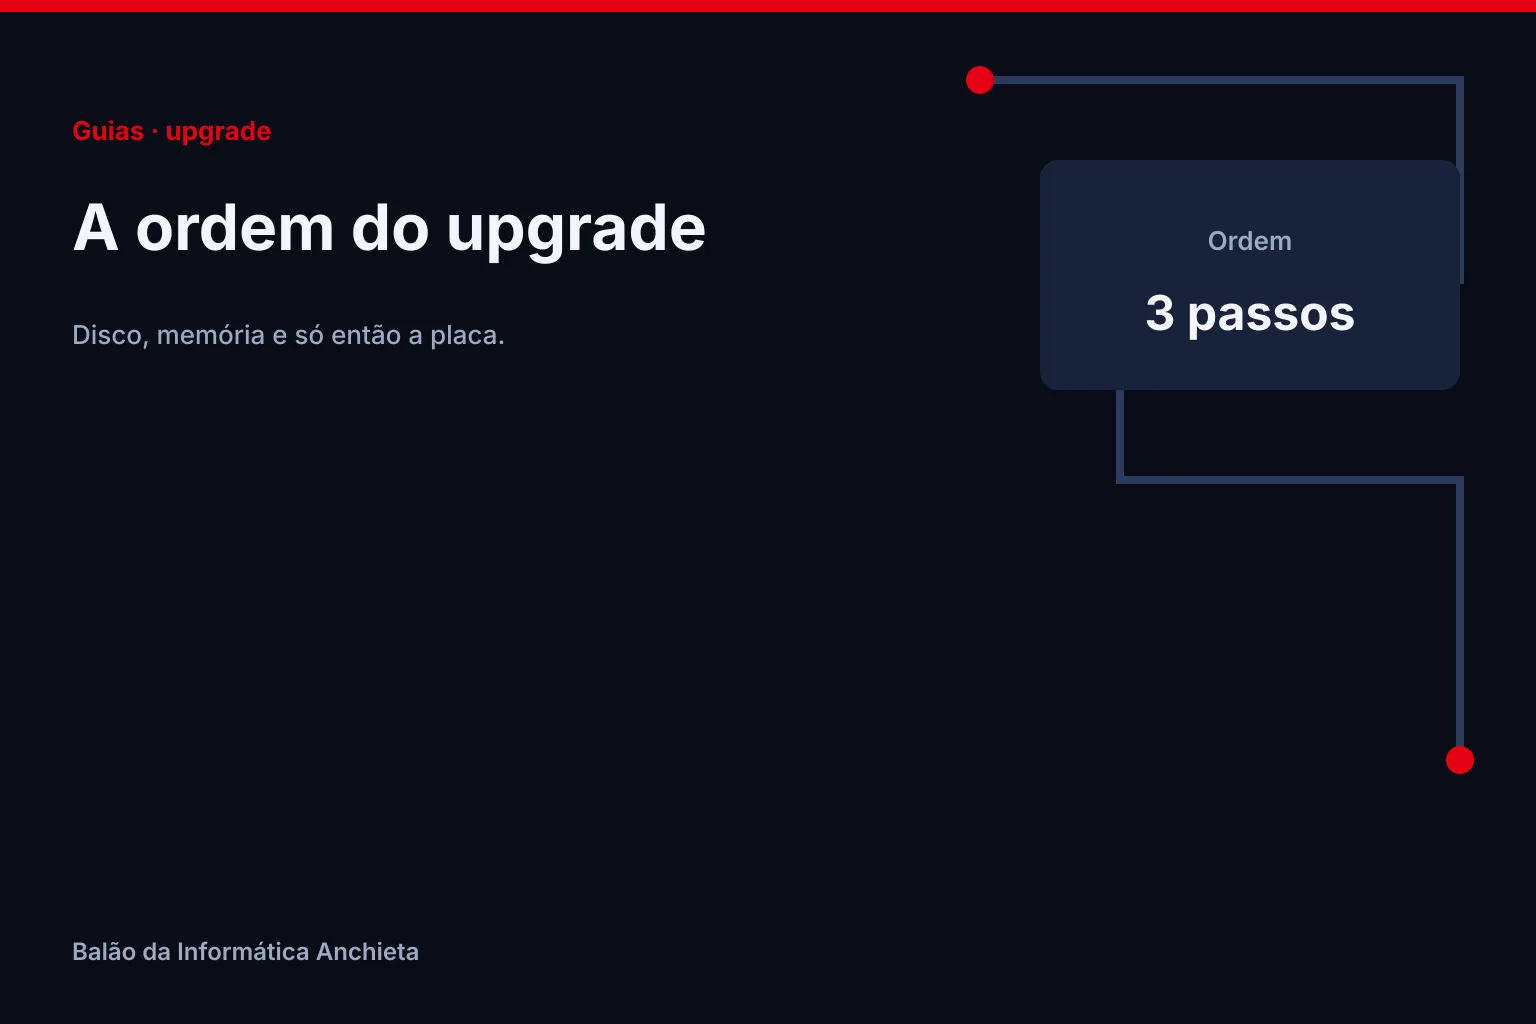 Guias · upgrade
A ordem do upgrade
Disco, memória e só então a placa.
Ordem
3 passos
Balão da Informática Anchieta